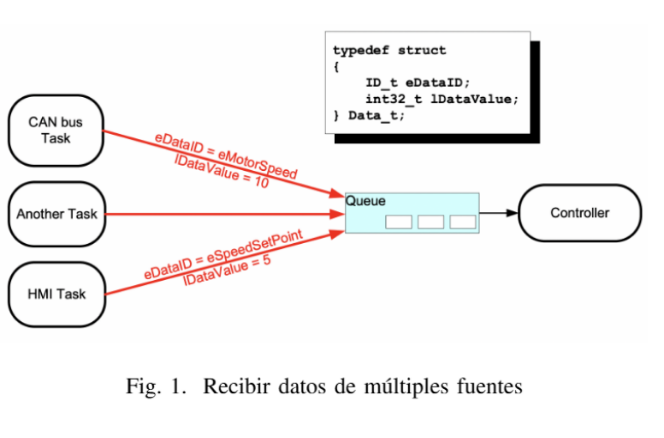 typedef struct
{
ID_t eDataID;
int32_t lDataValue;
} Data_t;
CAN bus
Task
eDataID = eMotorSpeed
lDataValue = 10
Another Task
Queue
Controller
HMI Task
eDataID = eSpeedSetPoint
lDataValue = 5
Fig. 1. Recibir datos de múltiples fuentes